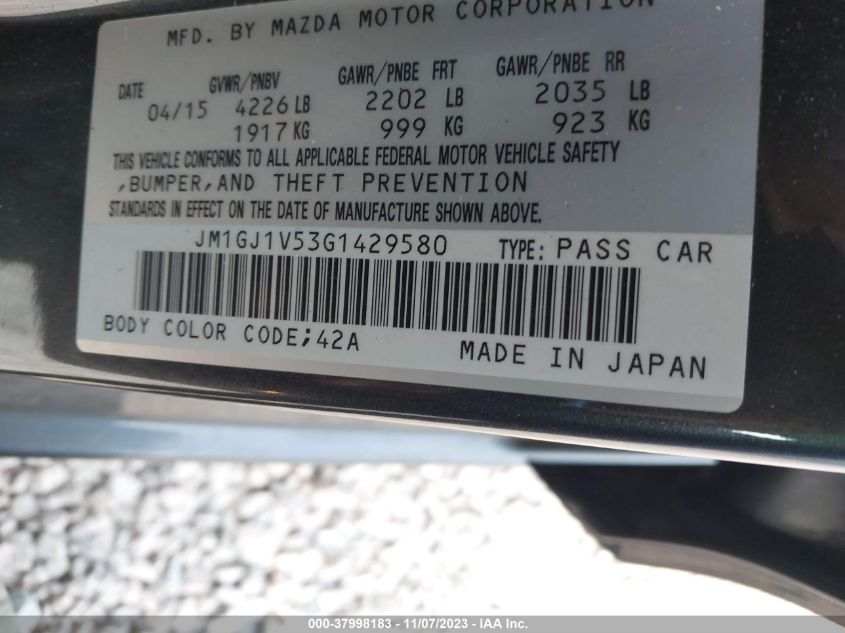 MFD. BY MAZDA MOTOR CORPORATION
DATE GVWR/PNBV GAWR/PNBE FRT GAWR/PNBE RR
04/15 4226 LB 2202 LB 2035 LB
1917 KG 999 KG 923 KG
THIS VEHICLE CONFORMS TO ALL APPLICABLE FEDERAL MOTOR VEHICLE SAFETY
,BUMPER,AND THEFT PREVENTION
STANDARDS IN EFFECT ON THE DATE OF MANUFACTURE SHOWN ABOVE.
JM1GJ1V53G1429580 TYPE: PASS CAR
BODY COLOR CODE;42A MADE IN JAPAN
000-37998183 - 11/07/2023 - IAA Inc.